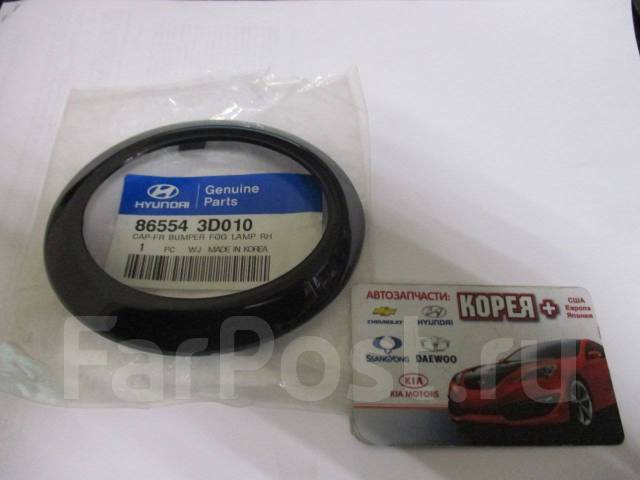 HYUNDAI
Genuine
Parts
86554 3D010
CAP-FR BUMPER FOG LAMP RH
1 PC WJ - MADE IN KOREA
АВТОЗАПЧАСТИ:
КОРЕЯ +
США
Европа
Япония
CHEVROLET
HYUNDAI
SSANGYONG
DAEWOO
KIA
KIA MOTORS
FarPost.ru